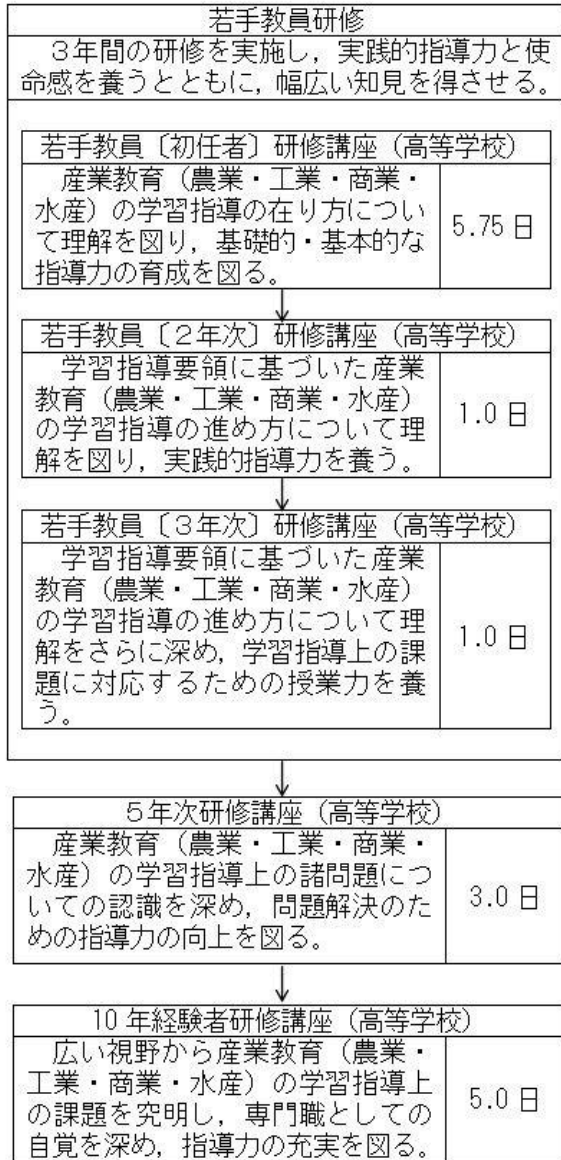 若手教員研修
３年間の研修を実施し，実践的指導力と使
命感を養うとともに，幅広い知見を得させる。
若手教員〔初任者〕研修講座（高等学校）
産業教育（農業・工業・商業・
水産）の学習指導の在り方につい
て理解を図り，基礎的・基本的な
指導力の育成を図る。
5.75 日
若手教員〔２年次〕研修講座（高等学校）
学習指導要領に基づいた産業
教育（農業・工業・商業・水産）
の学習指導の進め方について理
解を図り，実践的指導力を養う。
1.0 日
若手教員〔３年次〕研修講座（高等学校）
学習指導要領に基づいた産業
教育（農業・工業・商業・水産）
の学習指導の進め方について理
解をさらに深め，学習指導上の課
題に対応するための授業力を養
う。
1.0 日
５年次研修講座（高等学校）
産業教育（農業・工業・商業・
水産）の学習指導上の諸問題につ
いての認識を深め，問題解決のた
めの指導力の向上を図る。
3.0 日
10 年経験者研修講座（高等学校）
広い視野から産業教育（農業・
工業・商業・水産）の学習指導上
の課題を究明し，専門職としての
自覚を深め，指導力の充実を図る。
5.0 日